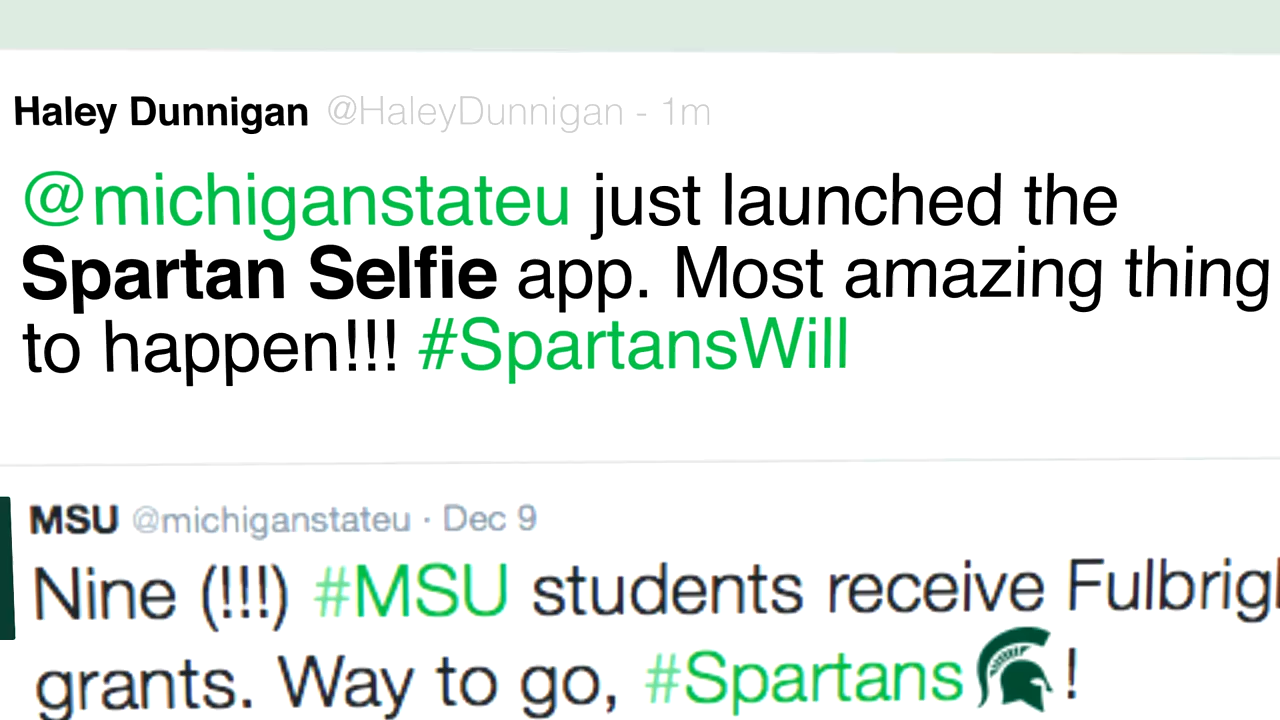 Haley Dunnigan @HaleyDunnigan - 1m
@michiganstateu just launched the
Spartan Selfie app. Most amazing thing
to happen!!! #SpartansWill
MSU @michiganstateu · Dec 9
Nine (!!!) #MSU students receive
grants. Way to go, #Spartans !